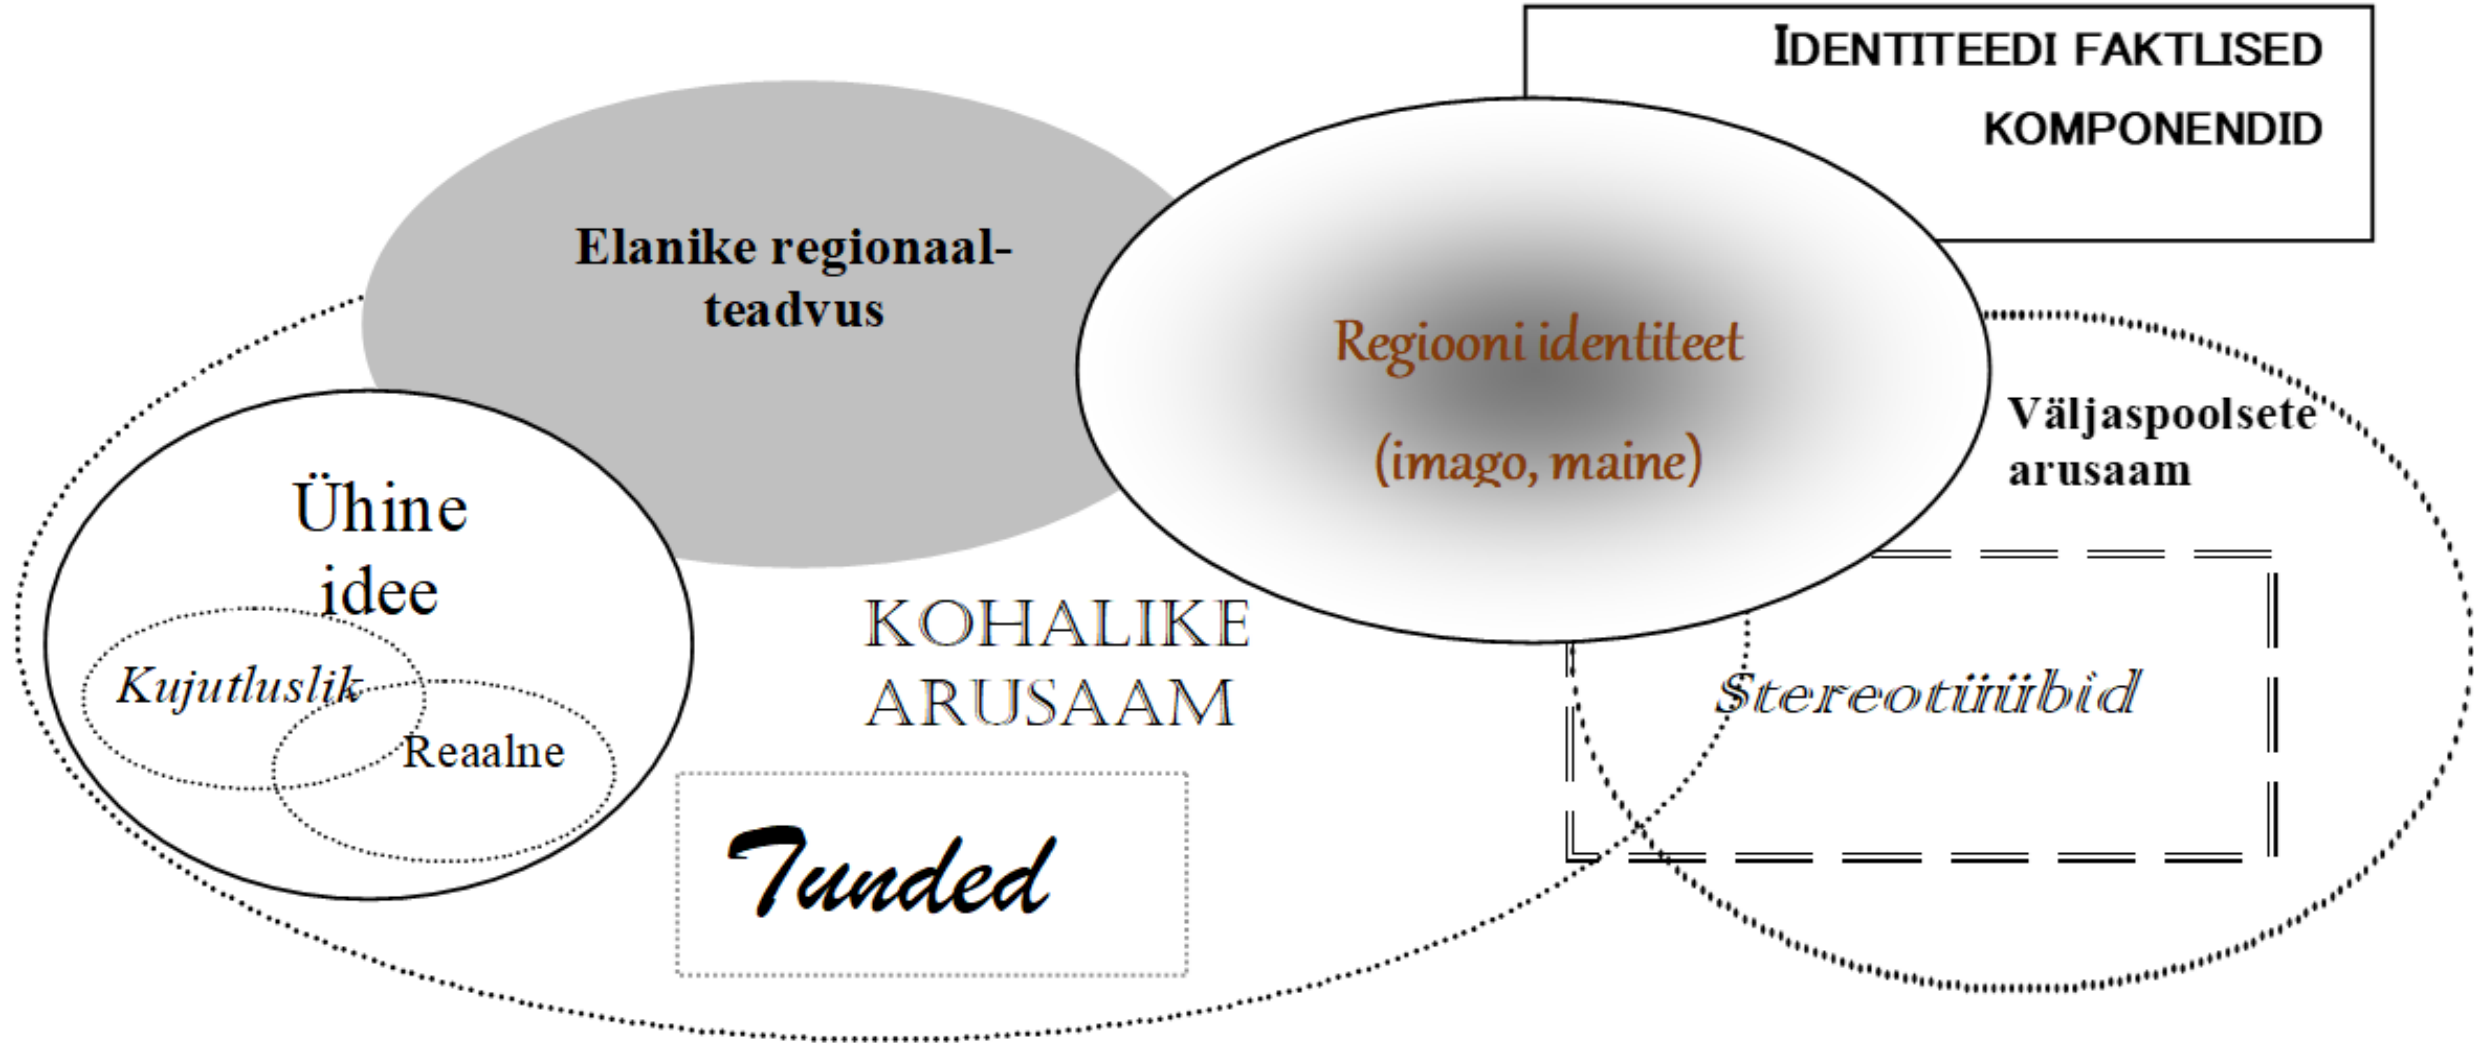 IDENTITEEDI FAKTLISED
KOMPONENDID
Elanike regionaal-
teadvus
Regiooni identiteet
(imago, maine)
Väljaspoolsete
arusaam
Ühine
idee
KOHALIKE
ARUSAAM
Kujutluslik
Reaalne
Stereotüübid
Tunded